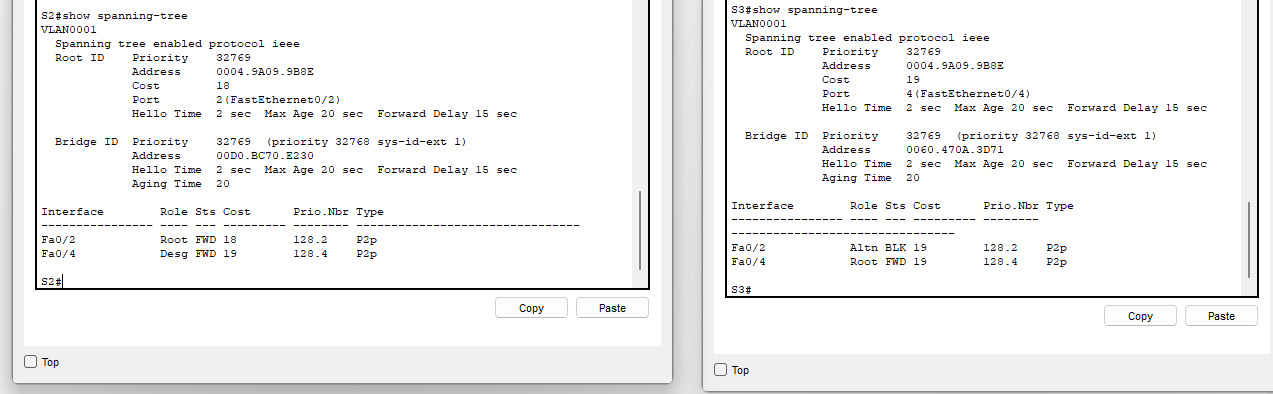 S2#show spanning-tree
VLAN0001
  Spanning tree enabled protocol ieee
  Root ID    Priority    32769
             Address     0004.9A09.9B8E
             Cost        18
             Port        2(FastEthernet0/2)
             Hello Time  2 sec  Max Age 20 sec  Forward Delay 15 sec

  Bridge ID  Priority    32769  (priority 32768 sys-id-ext 1)
             Address     00D0.BC70.E230
             Hello Time  2 sec  Max Age 20 sec  Forward Delay 15 sec
             Aging Time  20

Interface        Role Sts Cost      Prio.Nbr Type
---------------- ---- --- --------- -------- --------------------------------
Fa0/2            Root FWD 18        128.2    P2p
Fa0/4            Desg FWD 19        128.4    P2p

S2#
Copy
Paste
Top
S3#show spanning-tree
VLAN0001
  Spanning tree enabled protocol ieee
  Root ID    Priority    32769
             Address     0004.9A09.9B8E
             Cost        19
             Port        4(FastEthernet0/4)
             Hello Time  2 sec  Max Age 20 sec  Forward Delay 15 sec

  Bridge ID  Priority    32769  (priority 32768 sys-id-ext 1)
             Address     0060.470A.3D71
             Hello Time  2 sec  Max Age 20 sec  Forward Delay 15 sec
             Aging Time  20

Interface        Role Sts Cost      Prio.Nbr Type
---------------- ---- --- --------- --------
--------------------------------
Fa0/2            Altn BLK 19        128.2    P2p
Fa0/4            Root FWD 19        128.4    P2p

S3#
Copy
Paste
Top